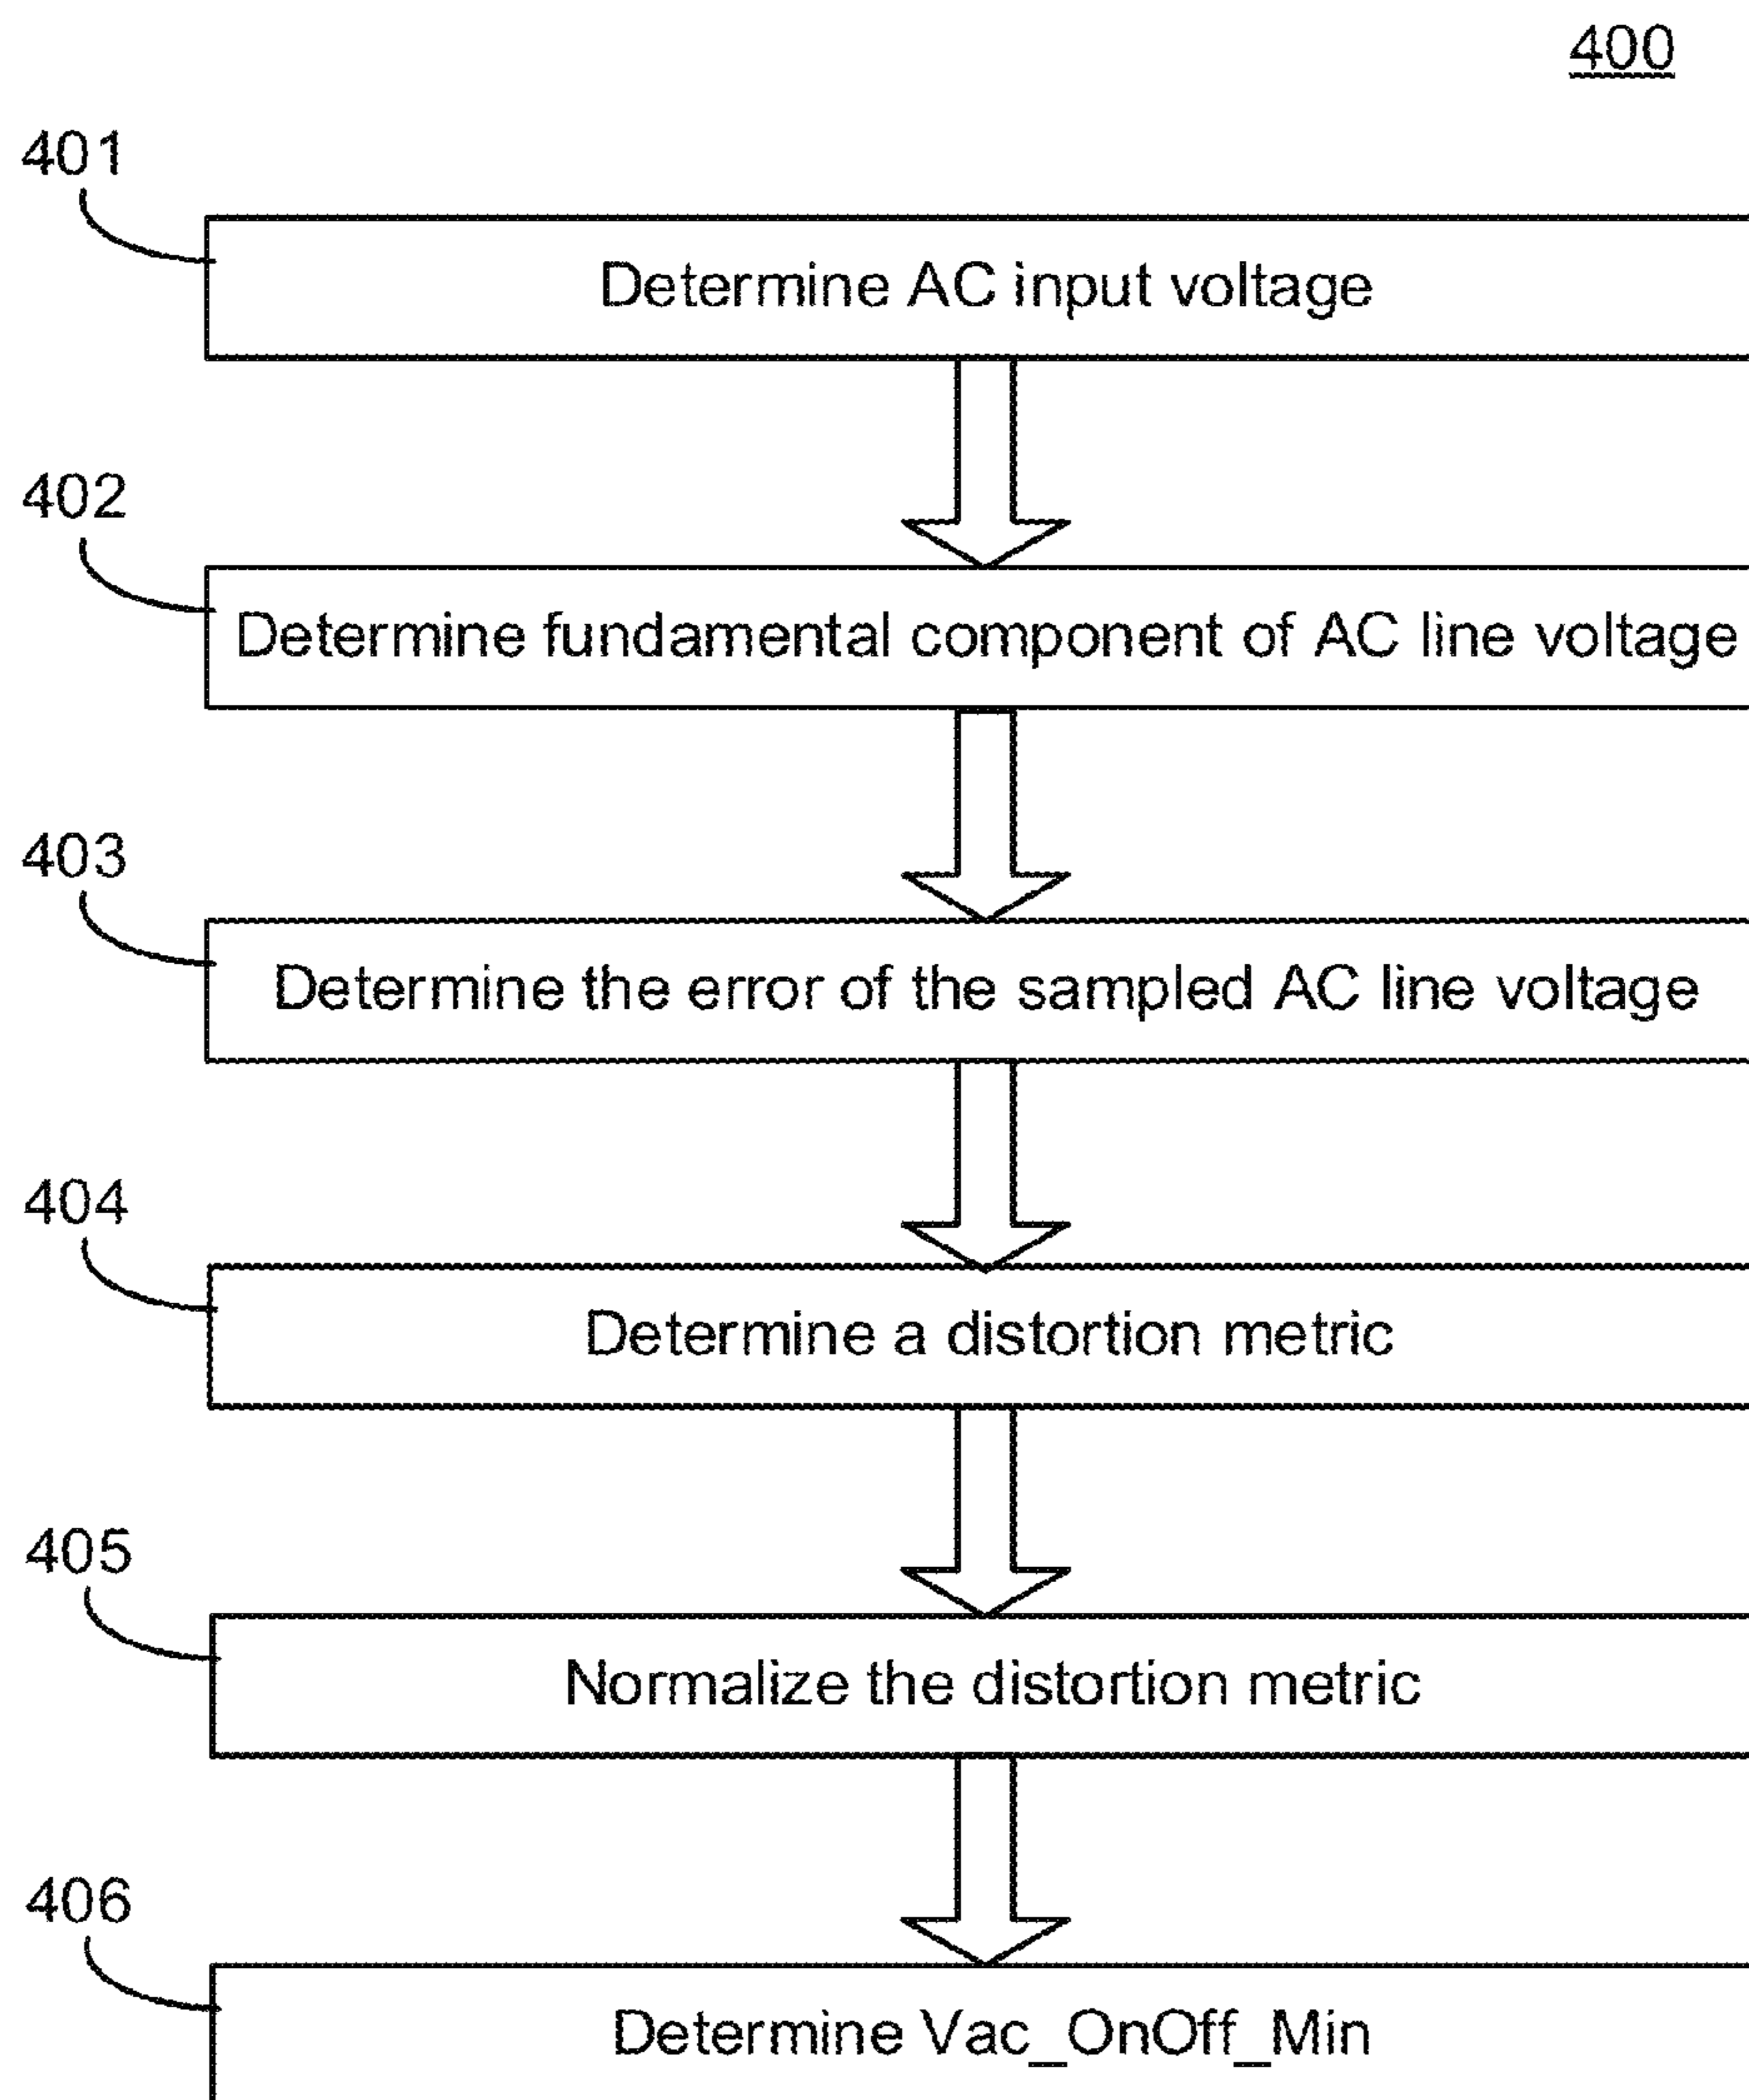 400
401
Determine AC input voltage
402
Determine fundamental component of AC line voltage
403
Determine the error of the sampled AC line voltage
404
Determine a distortion metric
405
Normalize the distortion metric
406
Determine Vac_OnOff_Min